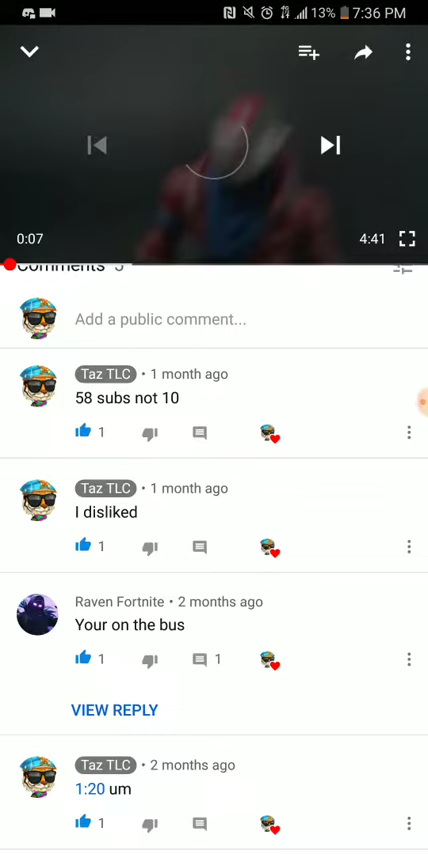 13% 7:36 PM
0:07
4:41
Comments 5
Add a public comment...
Taz TLC • 1 month ago
58 subs not 10
1
Taz TLC • 1 month ago
I disliked
1
Raven Fortnite • 2 months ago
Your on the bus
1 1
VIEW REPLY
Taz TLC • 2 months ago
1:20 um
1